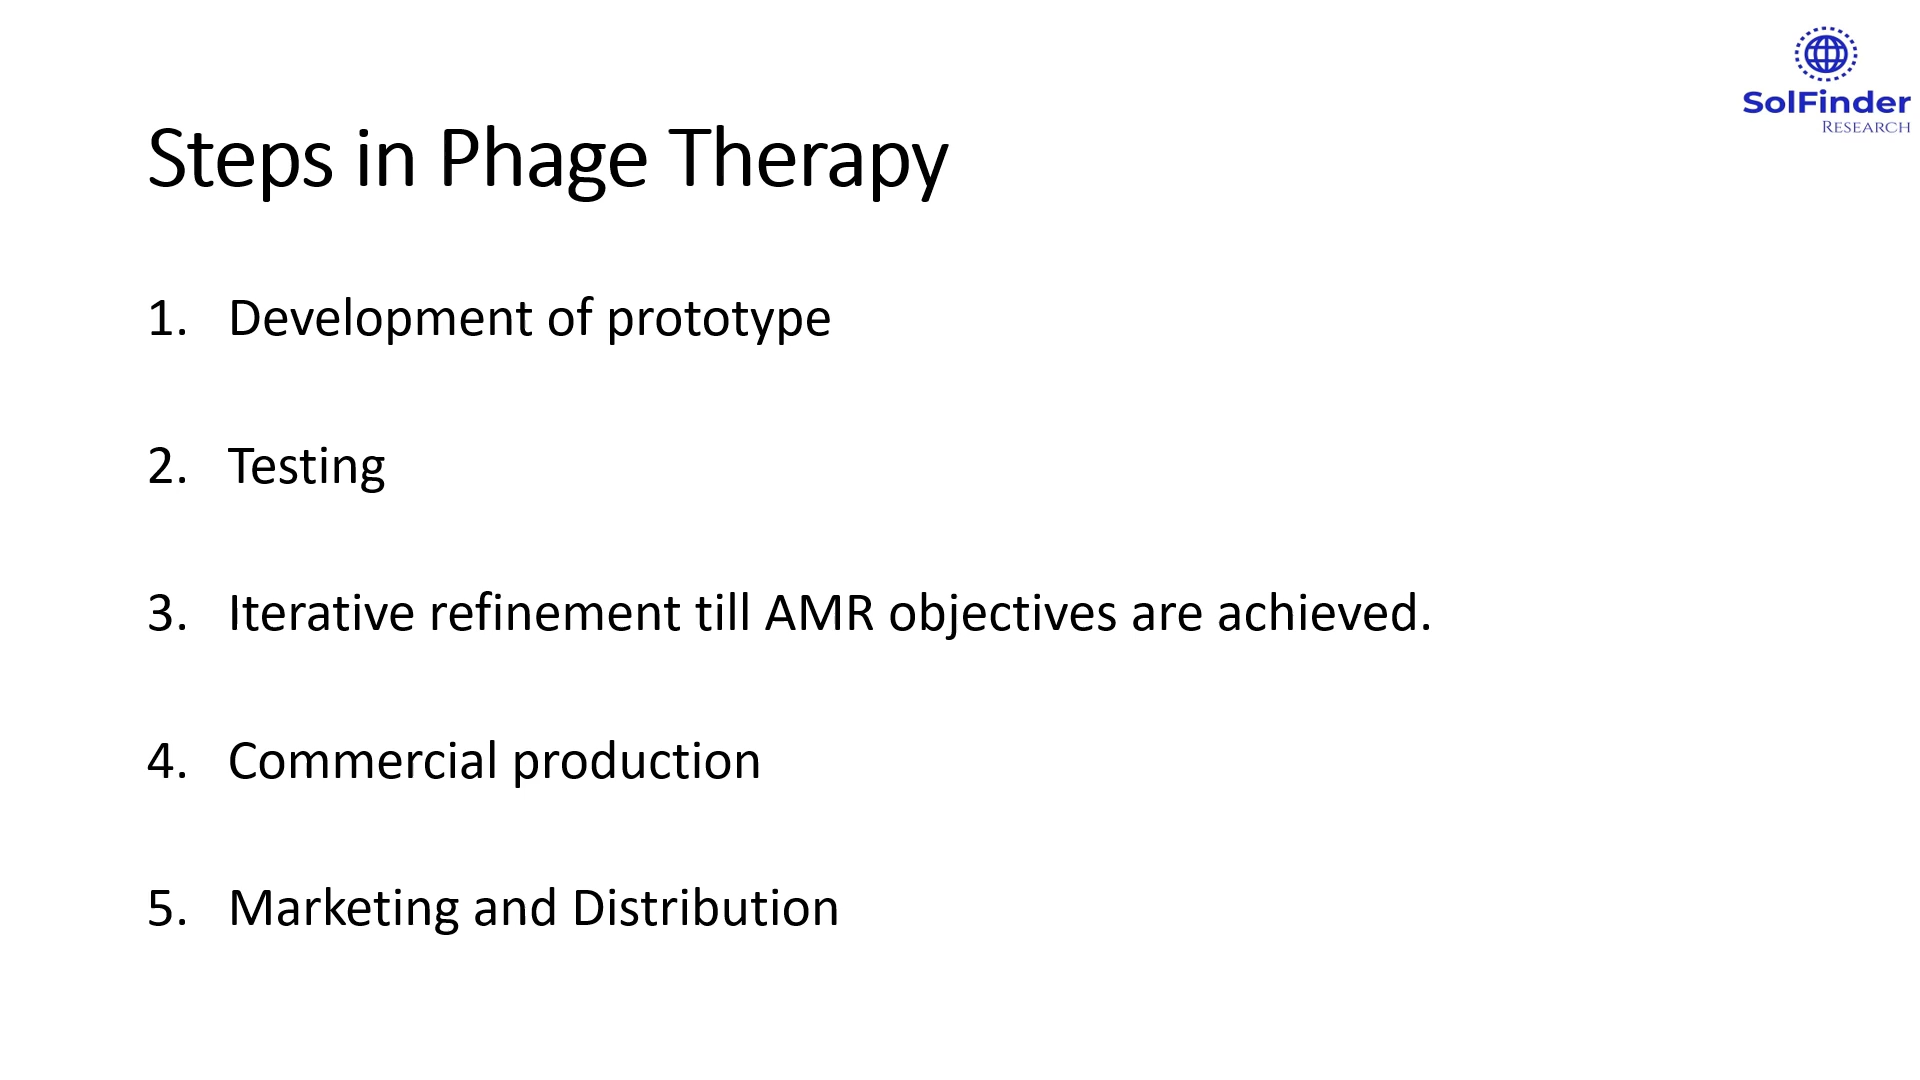 SolFinder
RESEARCH
Steps in Phage Therapy
1. Development of prototype
2. Testing
3. Iterative refinement till AMR objectives are achieved.
4. Commercial production
5. Marketing and Distribution